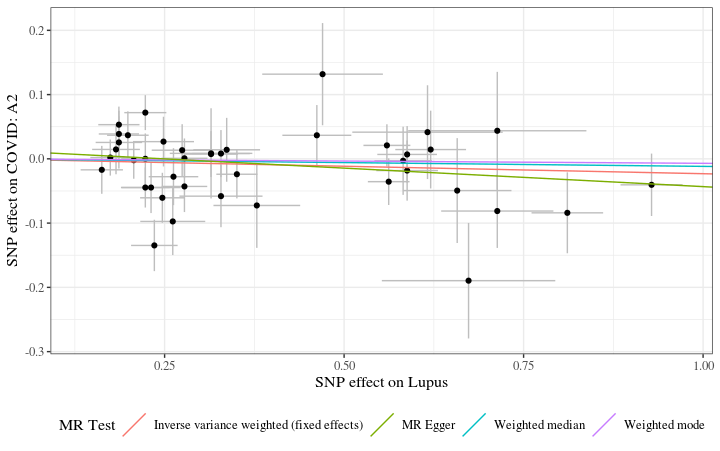 0.2
0.1
0.0
-0.1
-0.2
-0.3
SNP effect on COVID: A2
0.25
0.50
0.75
1.00
SNP effect on Lupus
MR Test
Inverse variance weighted (fixed effects)
MR Egger
Weighted median
Weighted mode